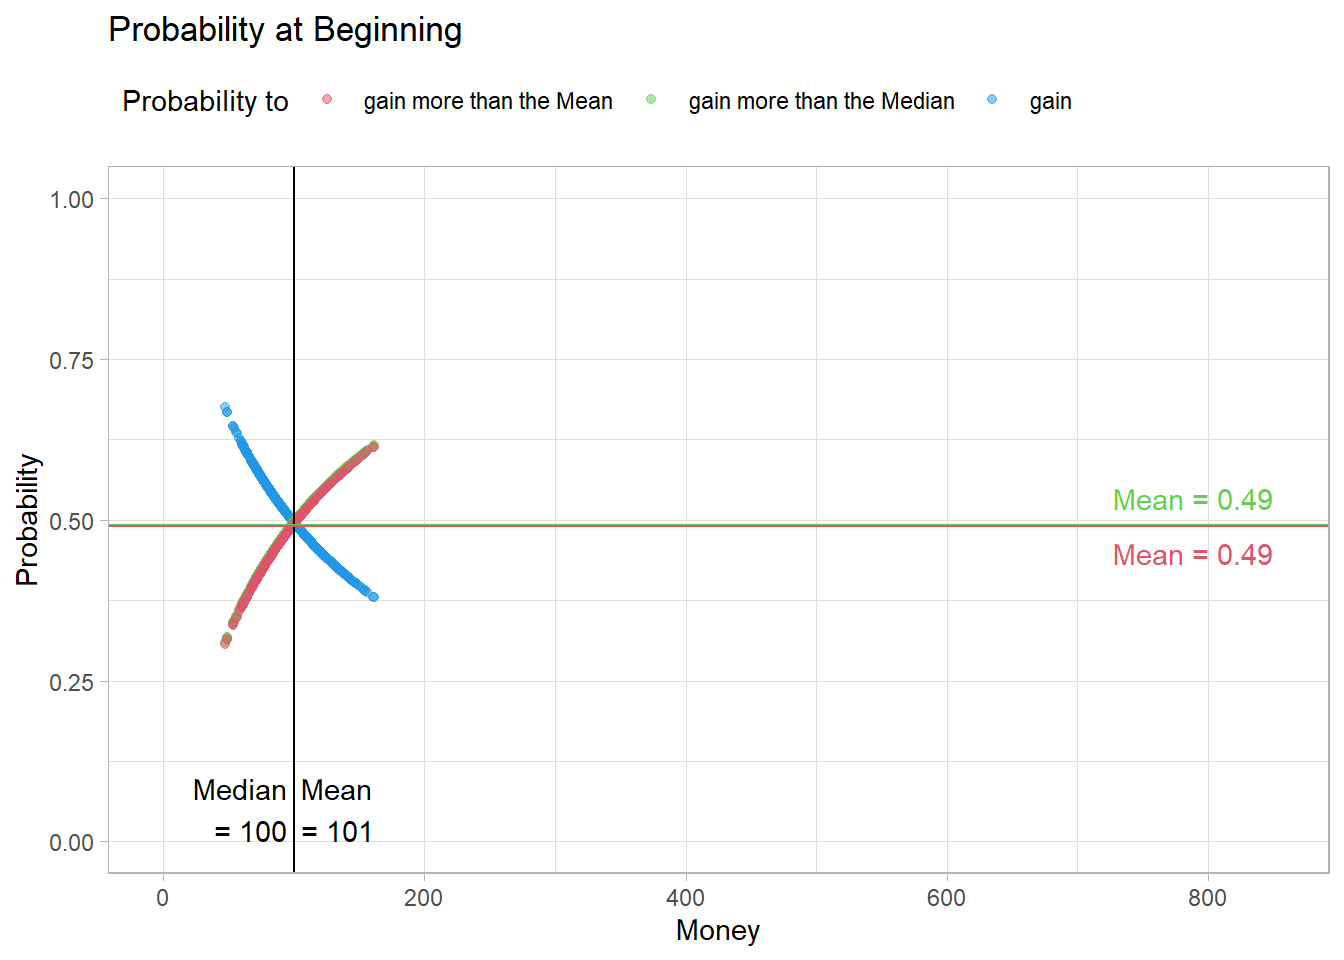 Probability at Beginning
Probability to gain more than the Mean gain more than the Median gain
1.00
0.75
0.50
0.25
0.00
Probability
Mean = 0.49
Mean = 0.49
Median Mean
= 100 = 101
0 200 400 600 800
Money